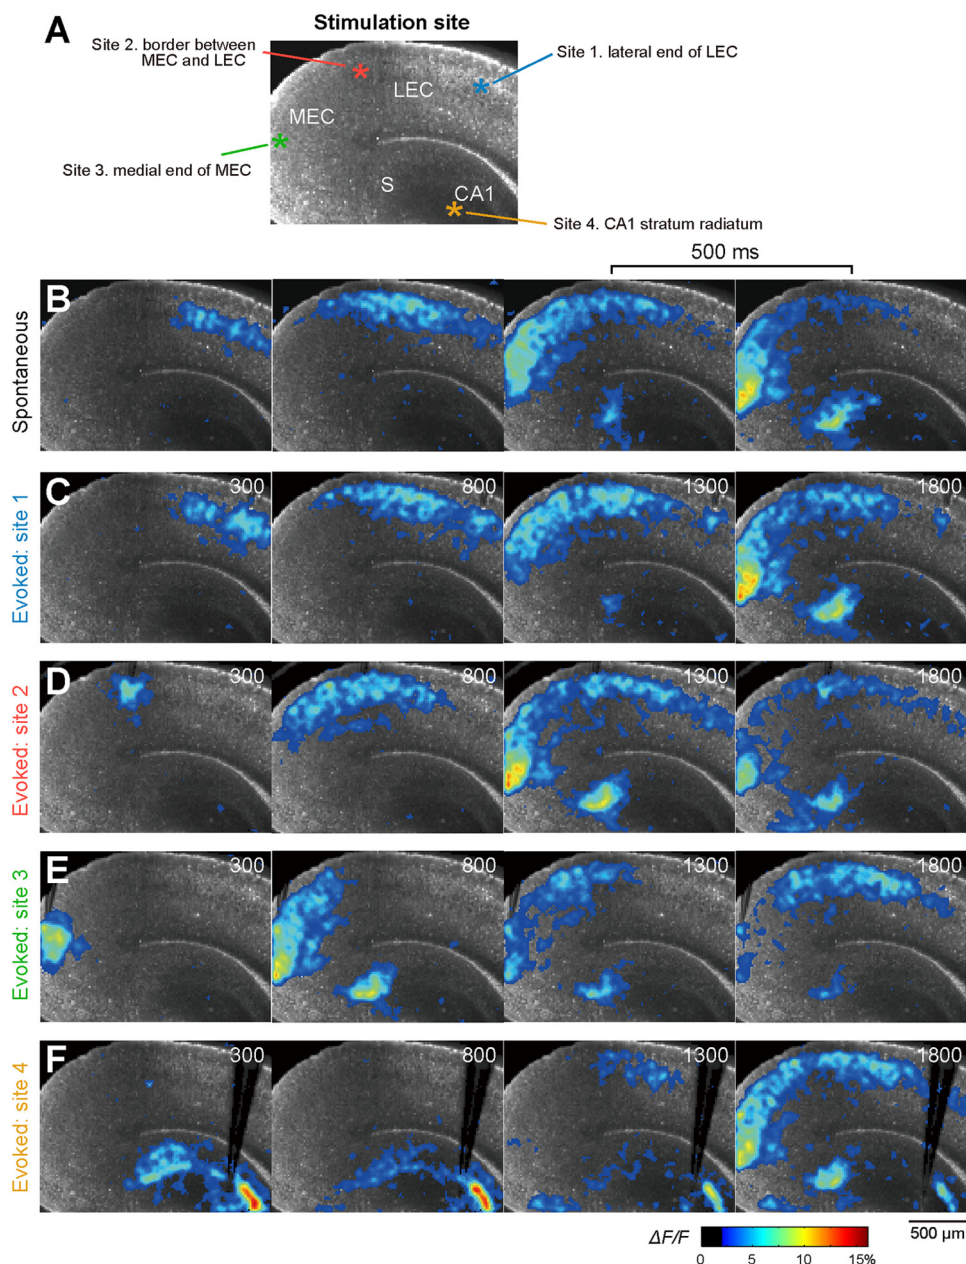 A
Stimulation site
Site 2. border between
MEC and LEC
Site 1. lateral end of LEC
LEC
MEC
Site 3. medial end of MEC
S
CA1
Site 4. CA1 stratum radiatum
500 ms
B
Spontaneous
C
300
800
1300
1800
Evoked: site 1
D
300
800
1300
1800
Evoked: site 2
E
300
800
1300
1800
Evoked: site 3
F
300
800
1300
1800
Evoked: site 4
ΔF/F
0
5
10
15%
500 µm